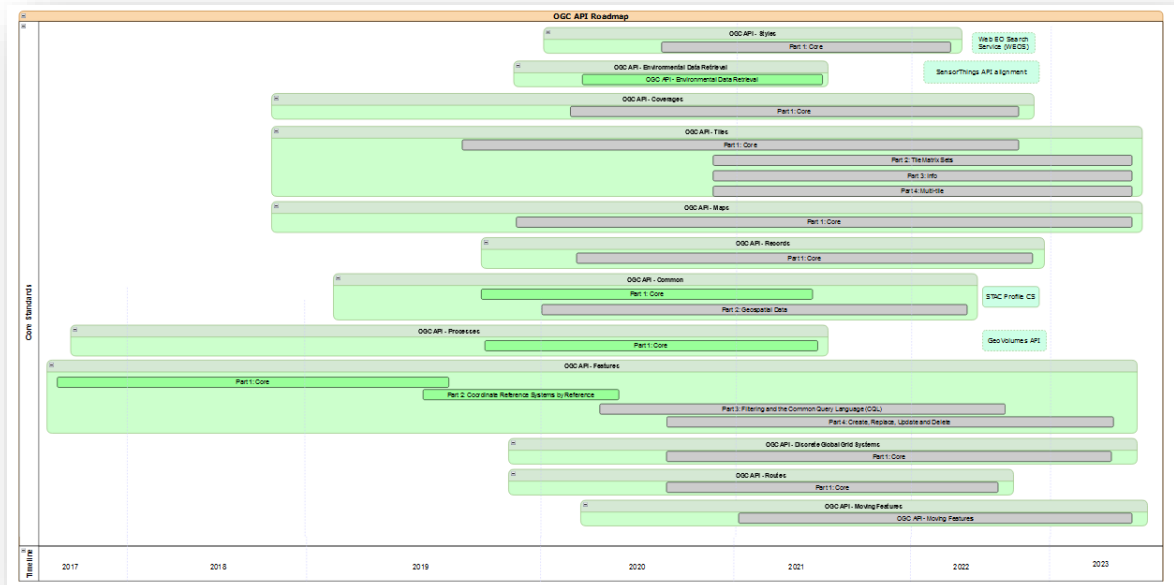 OGC API Roadmap
OGC API - Styles
Part 1: Core
Web EO Search
Service (WEOS)
OGC API - Environmental Data Retrieval
OGC API - Environmental Data Retrieval
SensorThings API alignment
OGC API - Coverages
Part 1: Core
OGC API - Tiles
Part 1: Core
Part 2: Tile Matrix Sets
Part 3: Info
Part 4: Multi-tile
OGC API - Maps
Part 1: Core
OGC API - Records
Part 1: Core
OGC API - Common
Part 1: Core
STAC Profile CS
Part 2: Geospatial Data
OGC API - Processes
Part 1: Core
GeoVolumes API
OGC API - Features
Part 1: Core
Part 2: Coordinate Reference Systems by Reference
Part 3: Filtering and the Common Query Language (CQL)
Part 4: Create, Replace, Update and Delete
OGC API - Discrete Global Grid Systems
Part 1: Core
OGC API - Routes
Part 1: Core
OGC API - Moving Features
OGC API - Moving Features
Core Standards
Timeline
2017 2018 2019 2020 2021 2022 2023